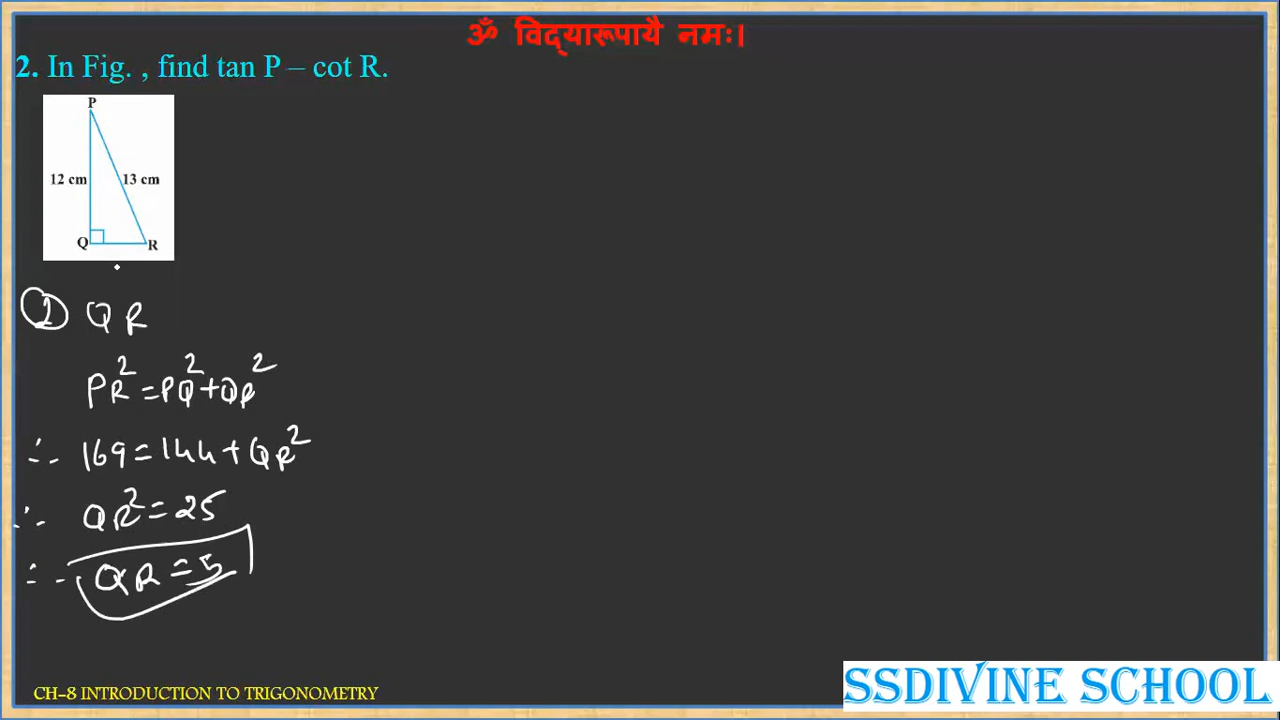 ॐ विद्यारूपायै नमः।
2. In Fig. , find tan P – cot R.
P
12 cm
13 cm
Q
R
① QR
PR²=PQ²+QR²
∴ 169=144+QR²
∴ QR²=25
∴ QR=5
CH-8 INTRODUCTION TO TRIGONOMETRY
SSDIVINE SCHOOL